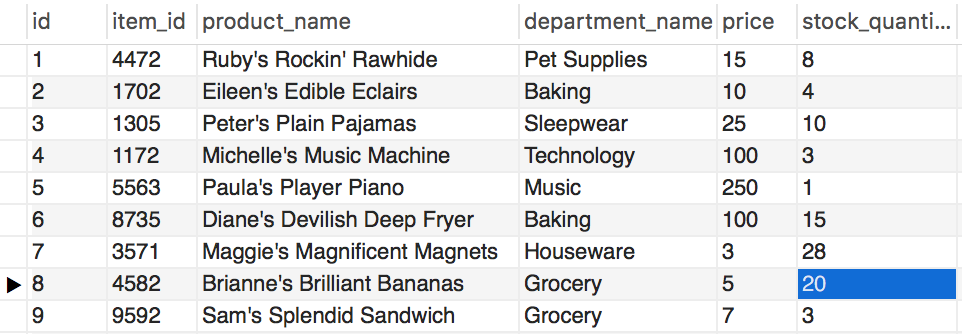 id item_id product_name department_name price stock_quanti...
1 4472 Ruby's Rockin' Rawhide Pet Supplies 15 8
2 1702 Eileen's Edible Eclairs Baking 10 4
3 1305 Peter's Plain Pajamas Sleepwear 25 10
4 1172 Michelle's Music Machine Technology 100 3
5 5563 Paula's Player Piano Music 250 1
6 8735 Diane's Devilish Deep Fryer Baking 100 15
7 3571 Maggie's Magnificent Magnets Houseware 3 28
8 4582 Brianne's Brilliant Bananas Grocery 5 20
9 9592 Sam's Splendid Sandwich Grocery 7 3